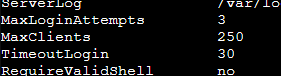 ServerLog /var/lo
MaxLoginAttempts 3
MaxClients 250
TimeoutLogin 30
RequireValidShell no